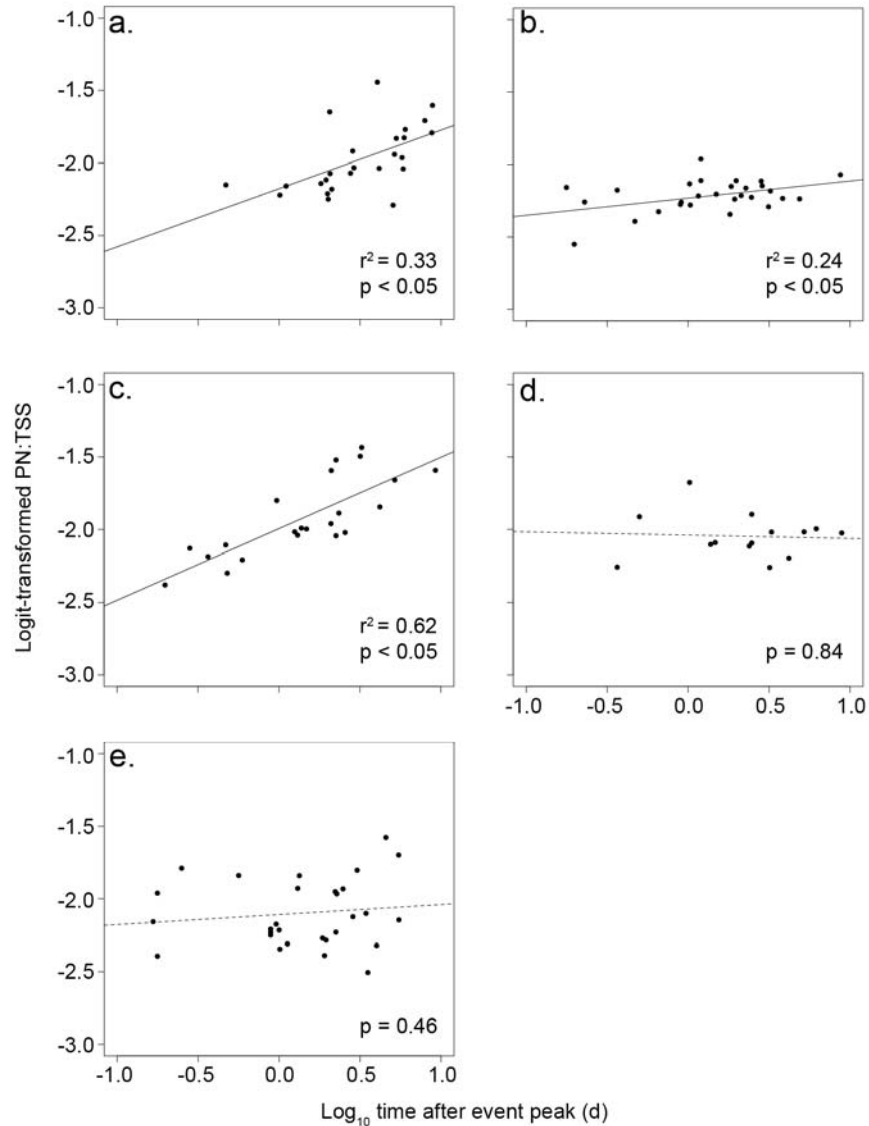 a.
-1.0
-1.5
-2.0
-2.5
-3.0
r² = 0.33
p < 0.05
b.
r² = 0.24
p < 0.05
Logit-transformed PN:TSS
c.
-1.0
-1.5
-2.0
-2.5
-3.0
r² = 0.62
p < 0.05
d.
p = 0.84
-1.0 -0.5 0.0 0.5 1.0
e.
-1.0
-1.5
-2.0
-2.5
-3.0
p = 0.46
-1.0 -0.5 0.0 0.5 1.0
Log₁₀ time after event peak (d)